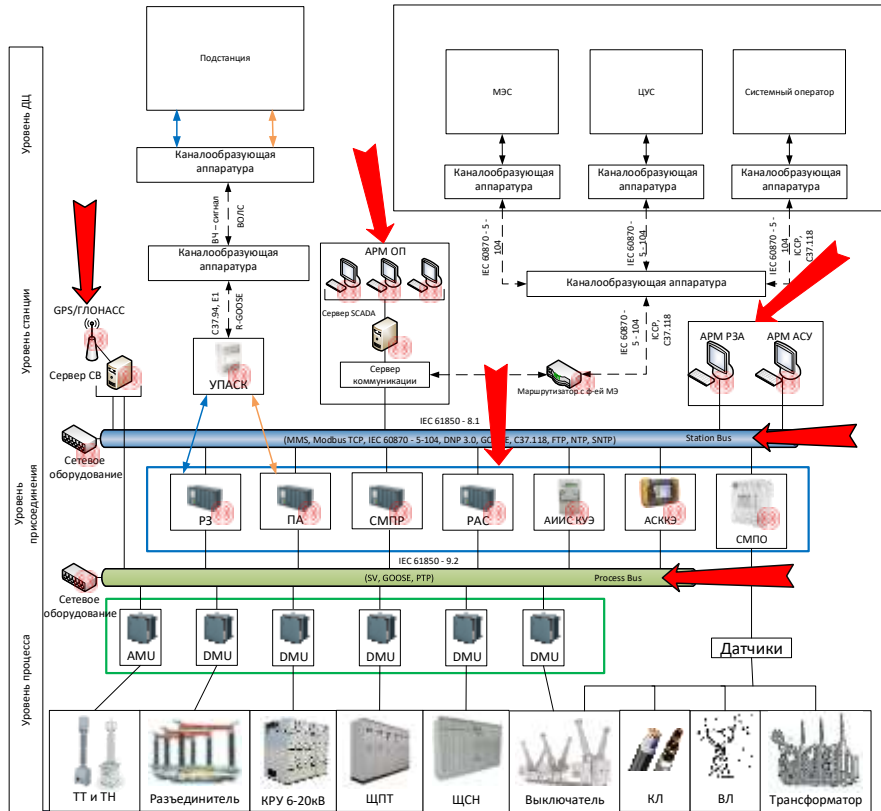 Уровень ДЦ
Подстанция
МЭС
ЦУС
Системный оператор
Каналообразующая
аппаратура
Каналообразующая
аппаратура
Каналообразующая
аппаратура
Каналообразующая
аппаратура
ВЧ – сигнал
ВОЛС
IEC 60870 - 5 -
104
IEC 60870 -
5 - 104
IEC 60870 - 5 -
104,
ICCP,
C37.118
Уровень станции
Каналообразующая
аппаратура
АРМ ОП
Каналообразующая аппаратура
GPS/ГЛОНАСС
C37.94, E1
R-GOOSE
Сервер SCADA
IEC 60870 -
5 - 104
ICCP,
C37.118
АРМ РЗА
АРМ АСУ
Сервер СВ
УПАСК
Сервер
коммуникации
Маршрутизатор с ф-ей МЭ
IEC 61850 - 8.1
(MMS, Modbus TCP, IEC 60870 - 5-104, DNP 3.0, GOOSE, C37.118, FTP, NTP, SNTP)
Station Bus
Сетевое
оборудование
Уровень
присоединения
РЗ
ПА
СМПР
РАС
АИИС КУЭ
АСККЭ
СМПО
IEC 61850 - 9.2
(SV, GOOSE, PTP)
Process Bus
Сетевое
оборудование
Уровень процесса
AMU
DMU
DMU
DMU
DMU
DMU
Датчики
ТТ и ТН
Разъединитель
КРУ 6-20кВ
ЩПТ
ЩСН
Выключатель
КЛ
ВЛ
Трансформатор